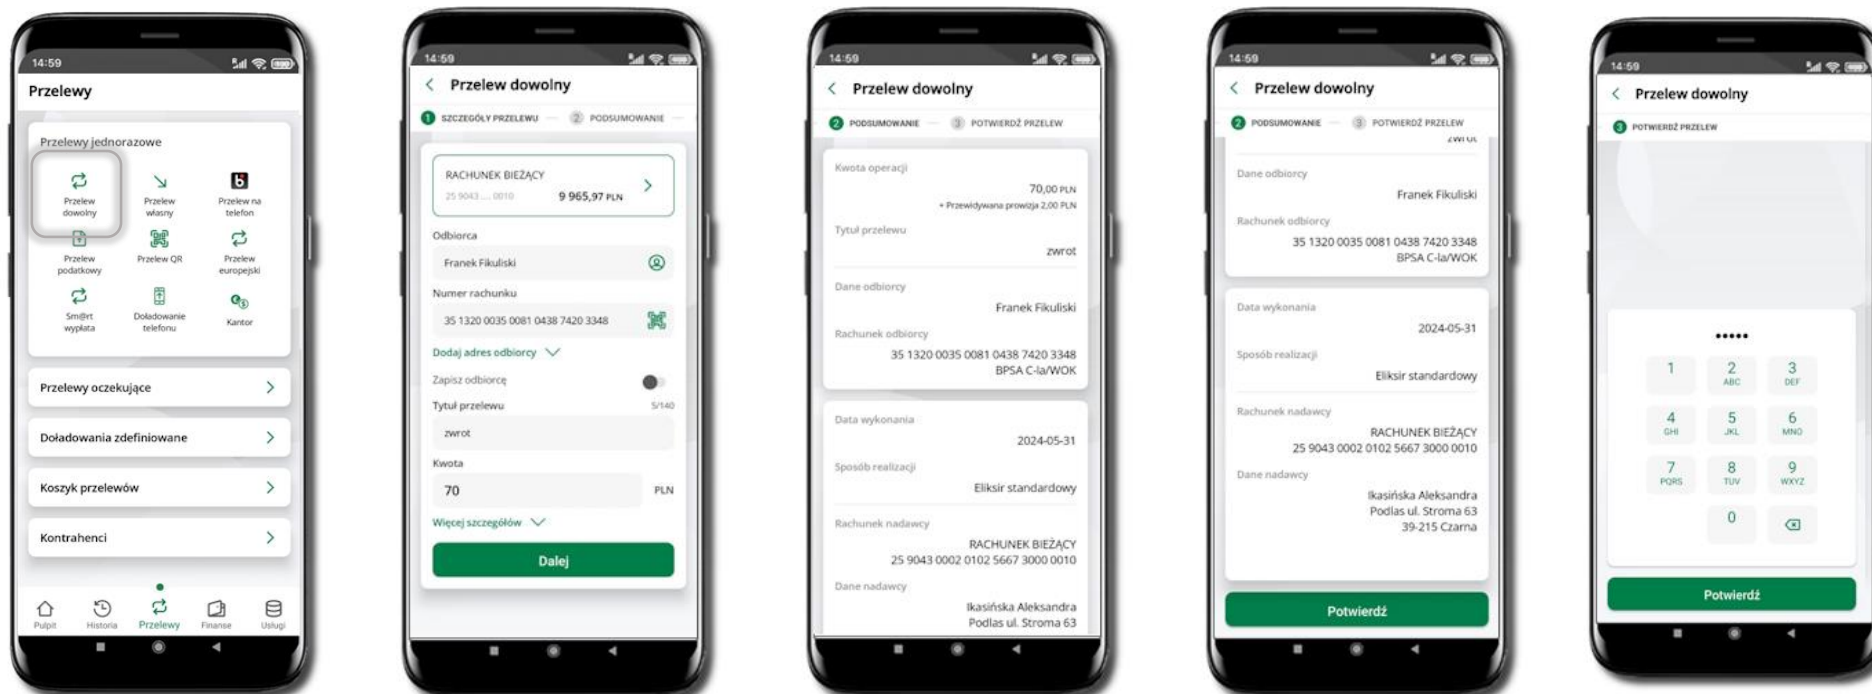 14:59
Przelewy
Przelewy jednorazowe
Przelew dowolny
Przelew własny
Przelew na telefon
Przelew podatkowy
Przelew QR
Przelew europejski
Sm@rt wypłata
Doładowanie telefonu
Kantor
Przelewy oczekujące
Doładowania zdefiniowane
Koszyk przelewów
Kontrahenci
Pulpit Historia Przelewy Finanse Usługi
14:59
Przelew dowolny
1 SZCZEGÓŁY PRZELEWU 2 PODSUMOWANIE
RACHUNEK BIEŻĄCY
25 9043 .... 0010 9 965,97 PLN
Odbiorca
Franek Fikuliski
Numer rachunku
35 1320 0035 0081 0438 7420 3348
Dodaj adres odbiorcy
Zapisz odbiorcę
Tytuł przelewu 5/140
zwrot
Kwota
70 PLN
Więcej szczegółów
Dalej
14:59
Przelew dowolny
2 PODSUMOWANIE 3 POTWIERDŹ PRZELEW
Kwota operacji
70,00 PLN
+ Przewidywana prowizja 2,00 PLN
Tytuł przelewu
zwrot
Dane odbiorcy
Franek Fikuliski
Rachunek odbiorcy
35 1320 0035 0081 0438 7420 3348
BPSA C-la/WOK
Data wykonania
2024-05-31
Sposób realizacji
Eliksir standardowy
Rachunek nadawcy
RACHUNEK BIEŻĄCY
25 9043 0002 0102 5667 3000 0010
Dane nadawcy
Ikasińska Aleksandra
Podlas ul. Stroma 63
14:59
Przelew dowolny
2 PODSUMOWANIE 3 POTWIERDŹ PRZELEW
zwrot
Dane odbiorcy
Franek Fikuliski
Rachunek odbiorcy
35 1320 0035 0081 0438 7420 3348
BPSA C-la/WOK
Data wykonania
2024-05-31
Sposób realizacji
Eliksir standardowy
Rachunek nadawcy
RACHUNEK BIEŻĄCY
25 9043 0002 0102 5667 3000 0010
Dane nadawcy
Ikasińska Aleksandra
Podlas ul. Stroma 63
39-215 Czarna
Potwierdź
14:59
Przelew dowolny
3 POTWIERDŹ PRZELEW
•••••
1 2 3
ABC DEF
4 5 6
GHI JKL MNO
7 8 9
PQRS TUV WXYZ
0
Potwierdź